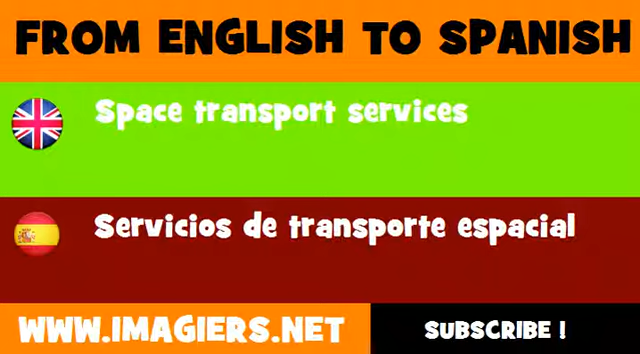 FROM ENGLISH TO SPANISH
Space transport services
Servicios de transporte espacial
WWW.IMAGIERS.NET
SUBSCRIBE !